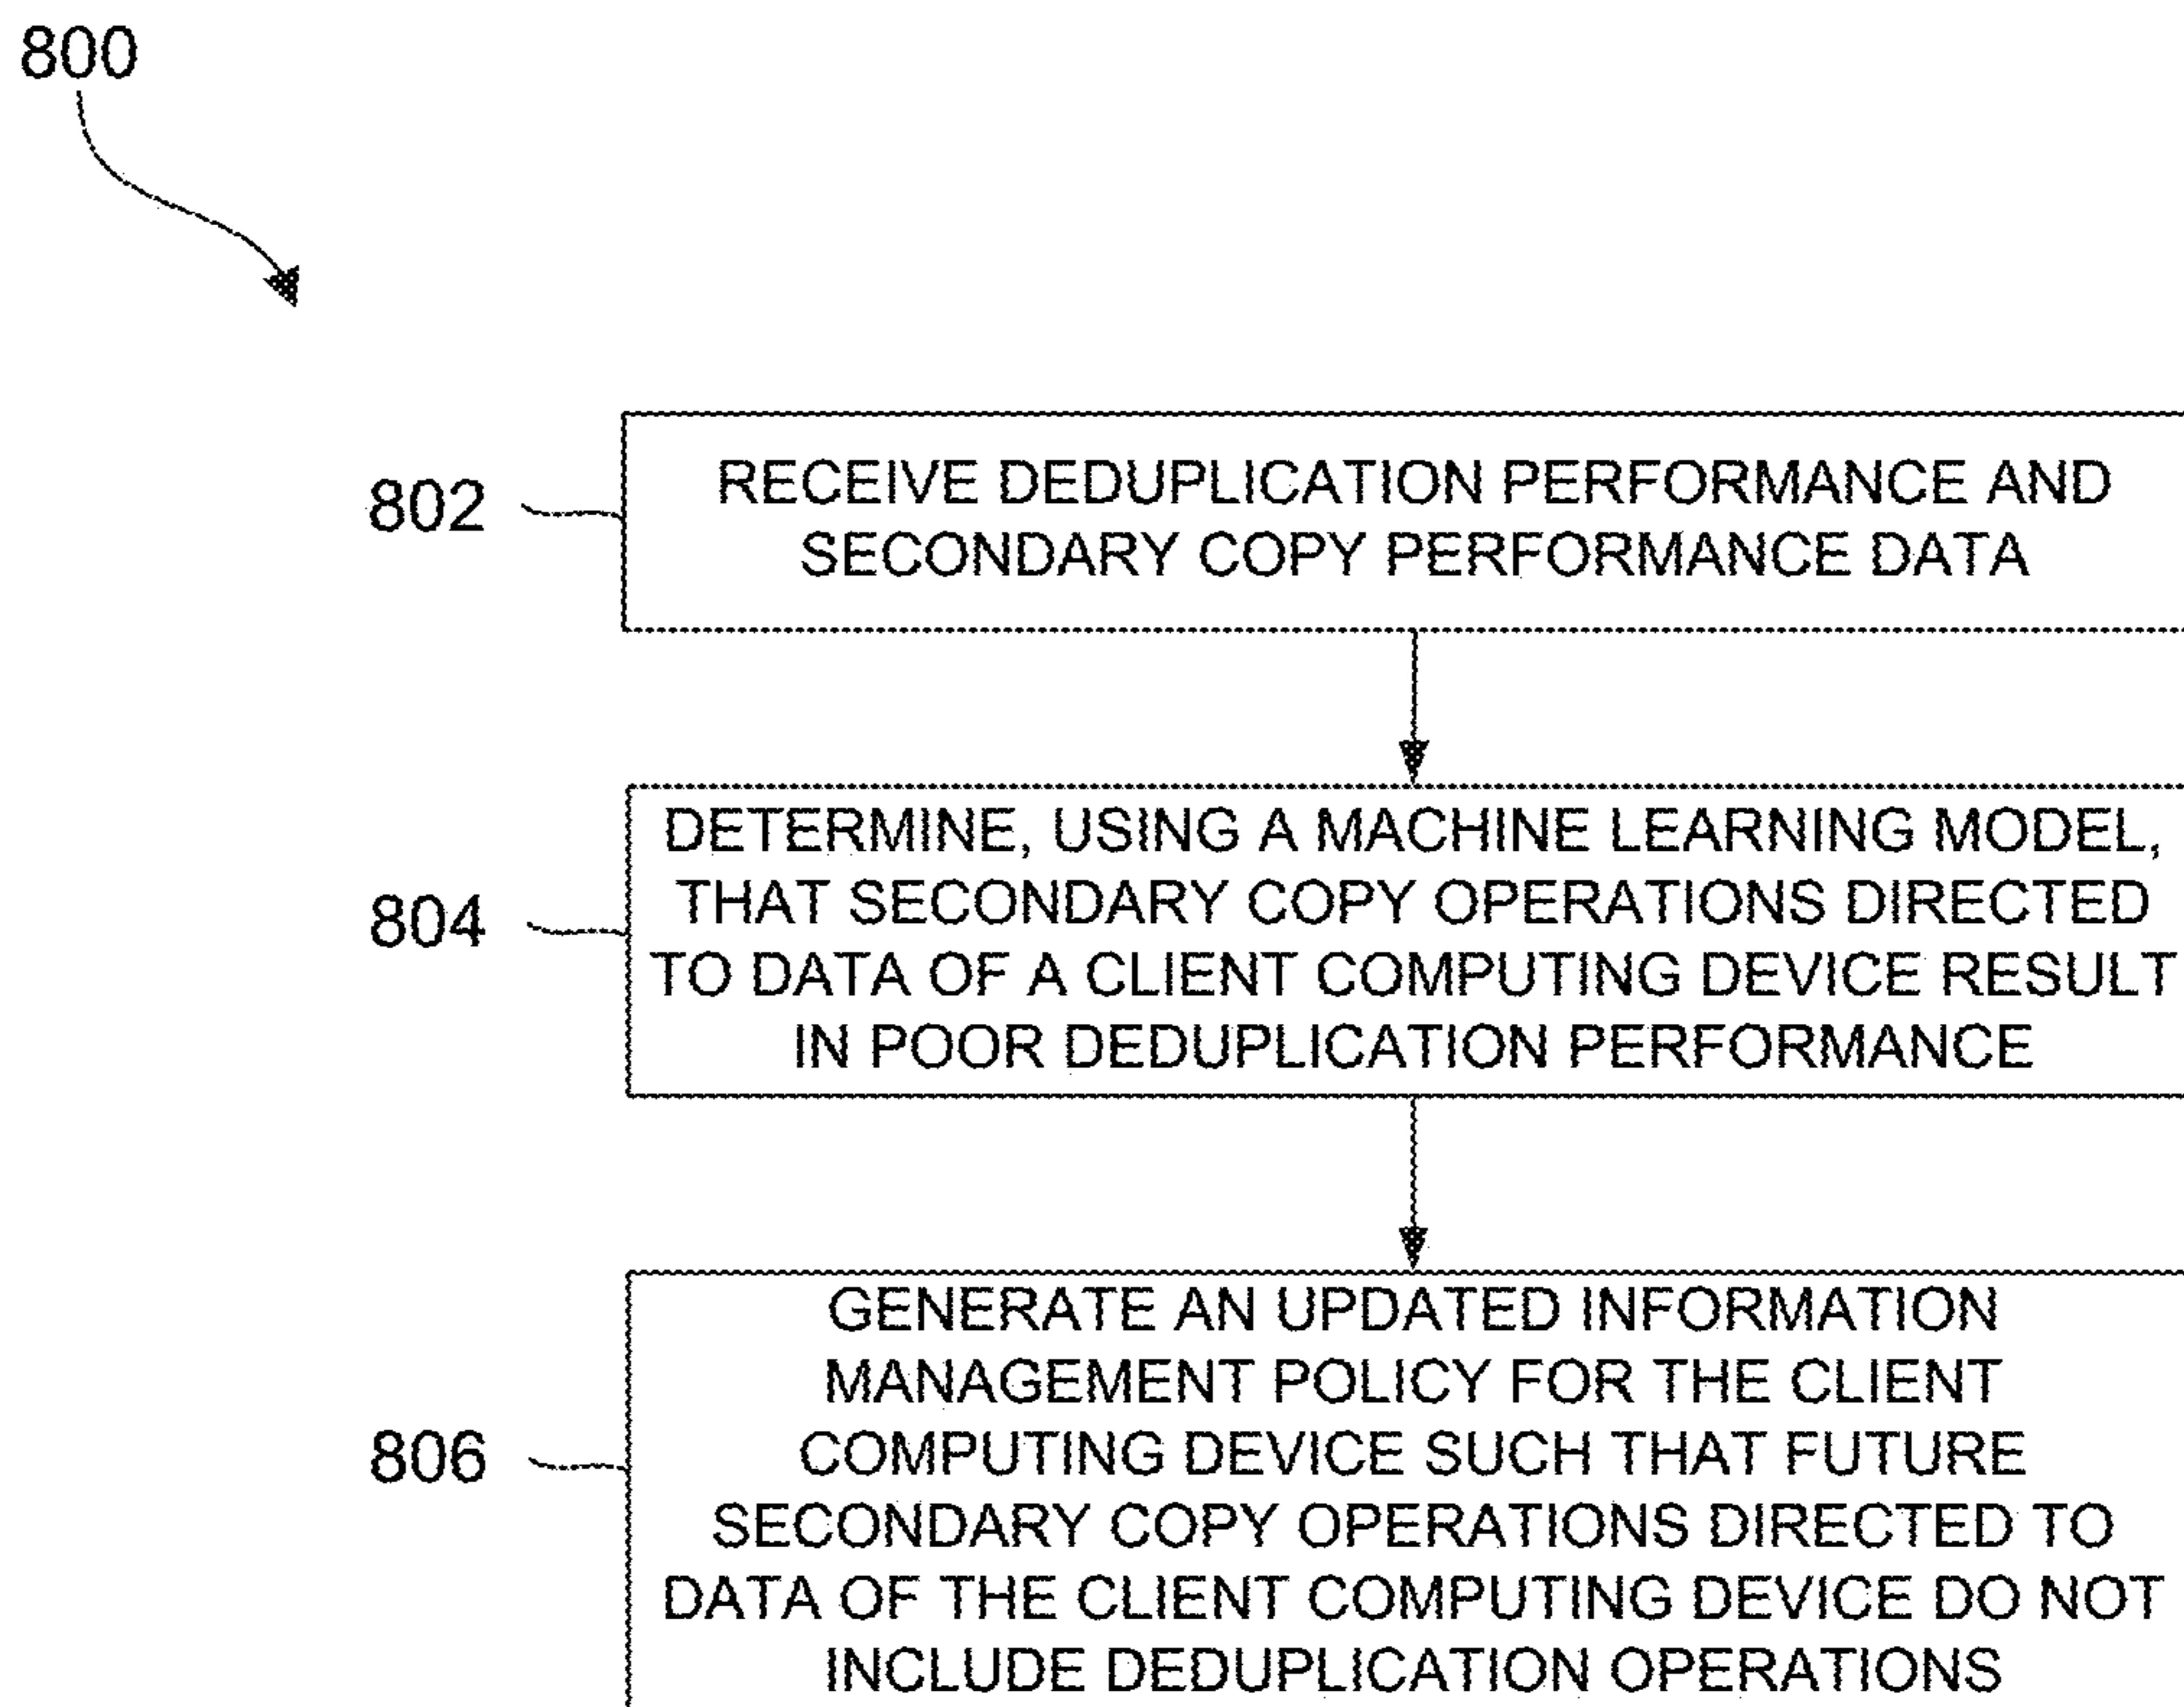 800
802
RECEIVE DEDUPLICATION PERFORMANCE AND
SECONDARY COPY PERFORMANCE DATA
804
DETERMINE, USING A MACHINE LEARNING MODEL,
THAT SECONDARY COPY OPERATIONS DIRECTED
TO DATA OF A CLIENT COMPUTING DEVICE RESULT
IN POOR DEDUPLICATION PERFORMANCE
806
GENERATE AN UPDATED INFORMATION
MANAGEMENT POLICY FOR THE CLIENT
COMPUTING DEVICE SUCH THAT FUTURE
SECONDARY COPY OPERATIONS DIRECTED TO
DATA OF THE CLIENT COMPUTING DEVICE DO NOT
INCLUDE DEDUPLICATION OPERATIONS